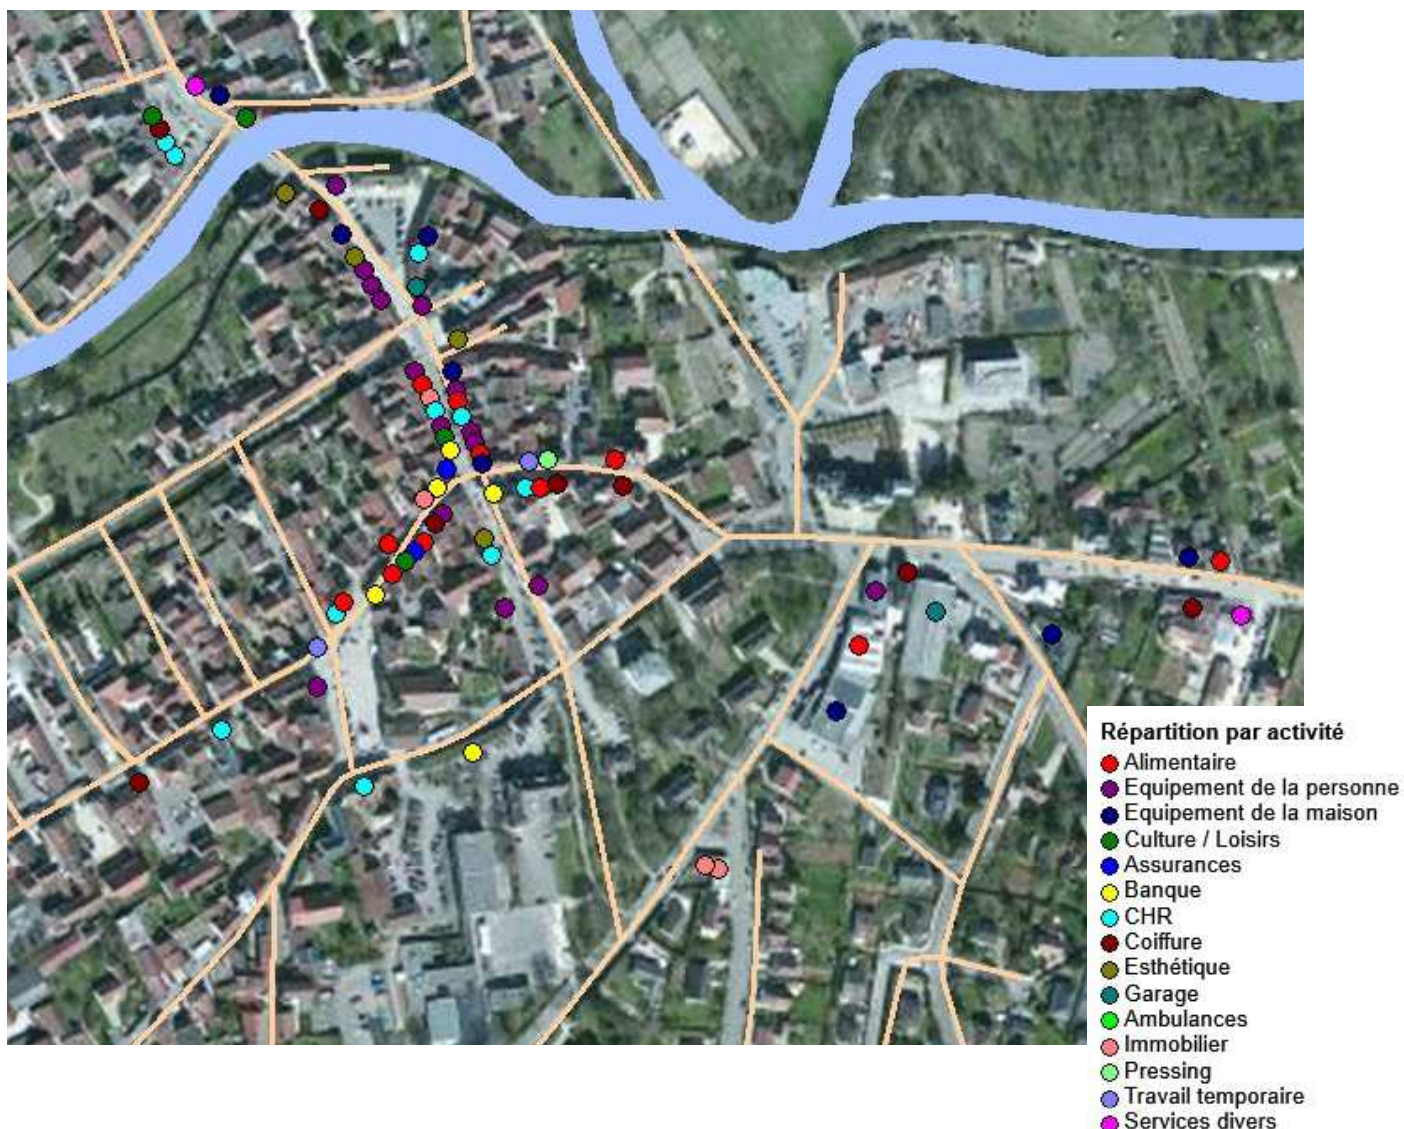 Répartition par activité
Alimentaire
Equipement de la personne
Equipement de la maison
Culture / Loisirs
Assurances
Banque
CHR
Coiffure
Esthétique
Garage
Ambulances
Immobilier
Pressing
Travail temporaire
Services divers